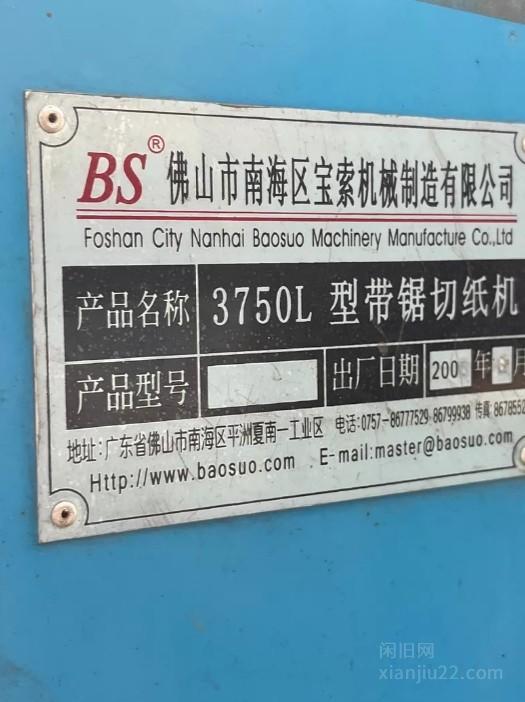 BS® 佛山市南海区宝索机械制造有限公司
Foshan City Nanhai Baosuo Machinery Manufacture Co.,Ltd
产品名称 3750L 型带锯切纸机
产品型号 出厂日期 200 年 月
地址:广东省佛山市南海区平洲夏南一工业区 电话:0757-86777529 86799938 传真:8678552
Http://www.baosuo.com E-mail:master@baosuo.com
闲旧网
xianjiu22.com